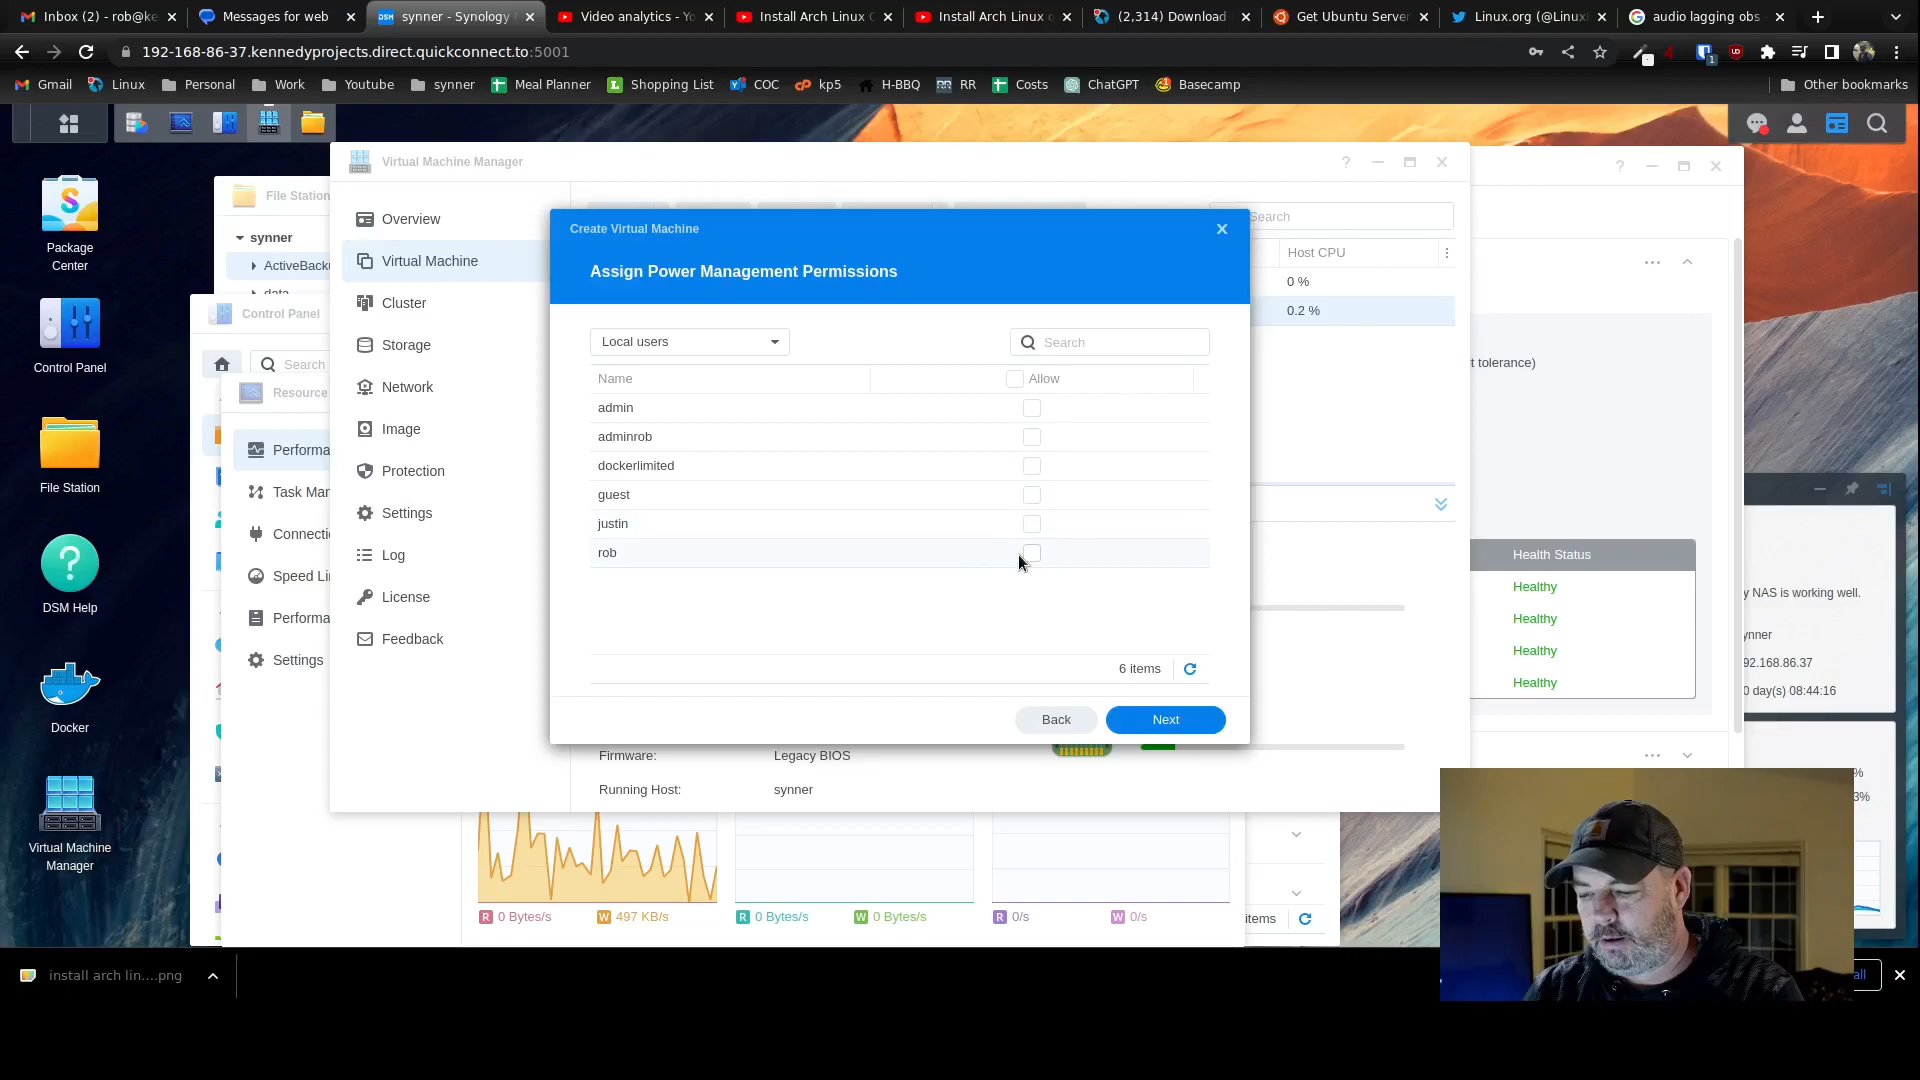 Inbox (2) - rob@ke
Messages for web
synner - Synology
Video analytics - Yo
Install Arch Linux
Install Arch Linux o
(2,314) Download
Get Ubuntu Server
Linux.org (@Linux
audio lagging obs
192-168-86-37.kennedyprojects.direct.quickconnect.to:5001
Gmail
Linux
Personal
Work
Youtube
synner
Meal Planner
Shopping List
COC
kp5
H-BBQ
RR
Costs
ChatGPT
Basecamp
Other bookmarks
Package
Center
Control Panel
File Station
DSM Help
Docker
Virtual Machine
Manager
File Station
synner
ActiveBack
data
Control Panel
Search
Resource
Performa
Task Man
Connecti
Speed Li
Performa
Settings
Virtual Machine Manager
Overview
Virtual Machine
Cluster
Storage
Network
Image
Protection
Settings
Log
License
Feedback
Search
Host CPU
0 %
0.2 %
Create Virtual Machine
Assign Power Management Permissions
Local users
Search
Name
Allow
admin
adminrob
dockerlimited
guest
justin
rob
6 items
Back
Next
Firmware:
Legacy BIOS
Running Host:
synner
t tolerance)
Health Status
Healthy
Healthy
Healthy
Healthy
y NAS is working well.
ynner
92.168.86.37
0 day(s) 08:44:16
%
3%
R 0 Bytes/s
W 497 KB/s
R 0 Bytes/s
W 0 Bytes/s
R 0/s
W 0/s
items
install arch lin....png
all